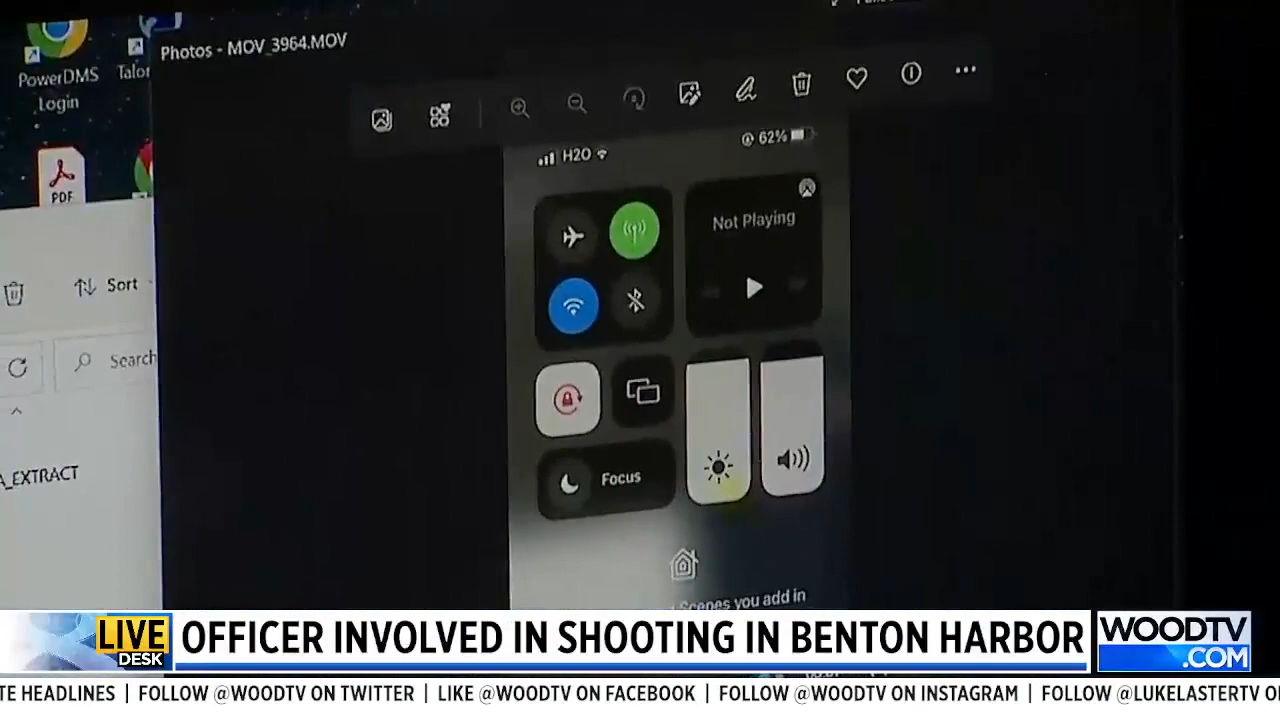 PowerDMS
Login
Talon
Photos - MOV_3964.MOV
PDF
Sort
Search
A_EXTRACT
H2O
62%
Not Playing
Focus
Scenes you add in
LIVE
DESK
OFFICER INVOLVED IN SHOOTING IN BENTON HARBOR
WOODTV
.COM
TE HEADLINES | FOLLOW @WOODTV ON TWITTER | LIKE @WOODTV ON FACEBOOK | FOLLOW @WOODTV ON INSTAGRAM | FOLLOW @LUKELASTERTV O